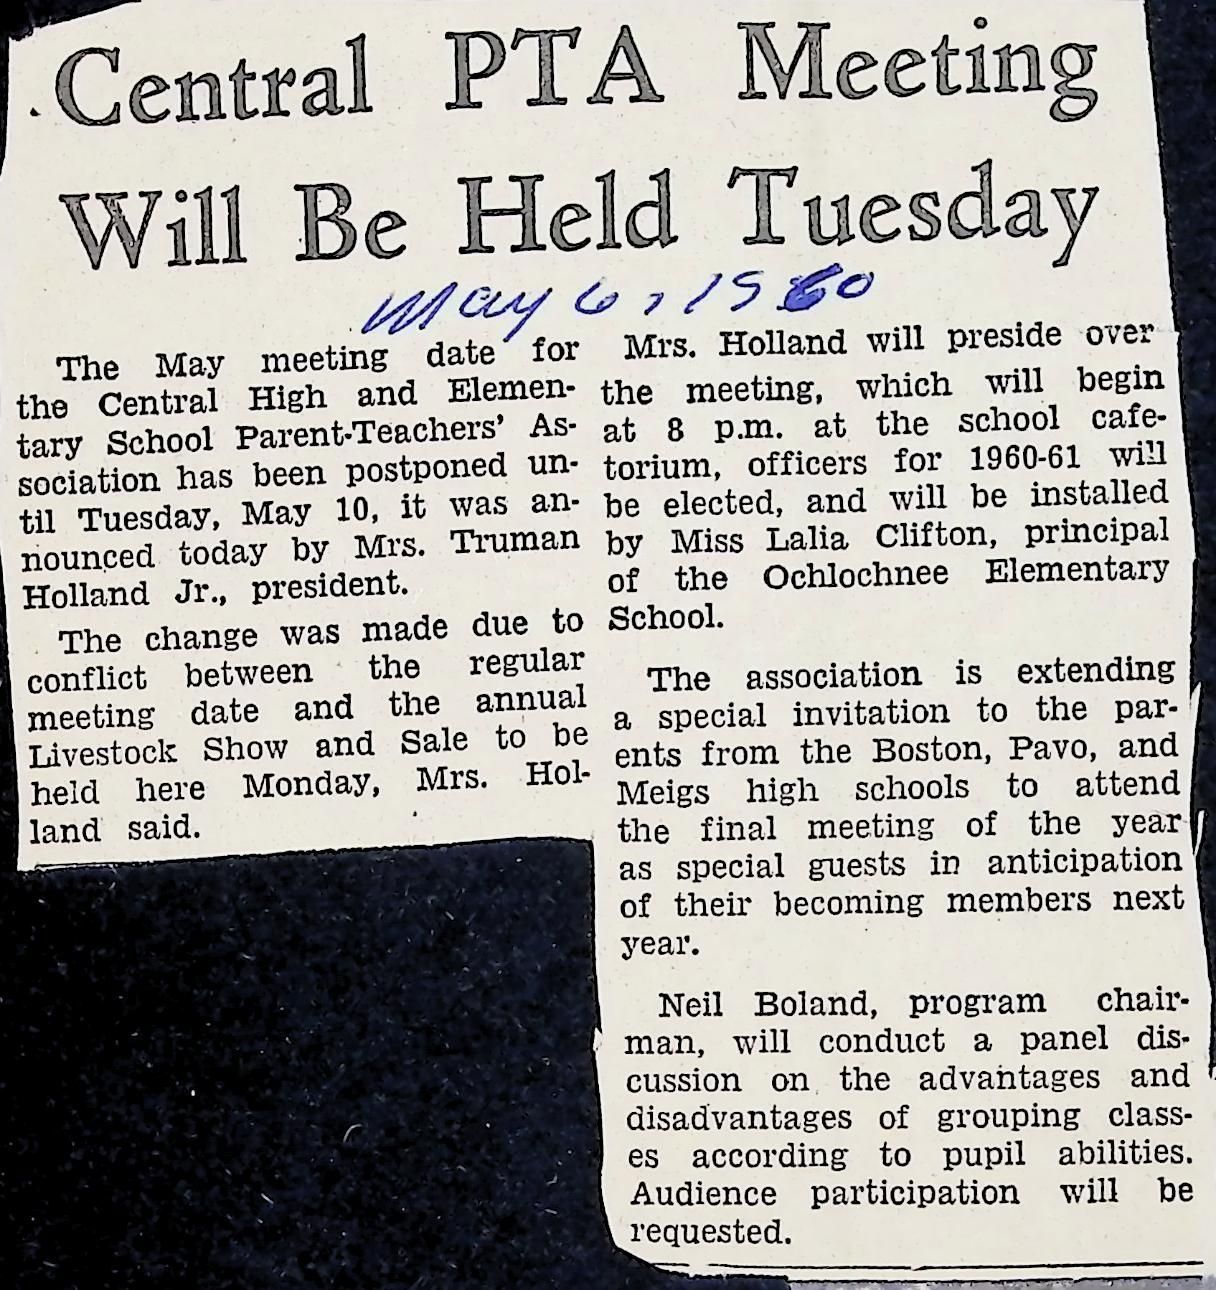 Central PTA Meeting
Will Be Held Tuesday
May 6, 1960
The May meeting date for
the Central High and Elemen-
tary School Parent-Teachers' As-
sociation has been postponed un-
til Tuesday, May 10, it was an-
nounced today by Mrs. Truman
Holland Jr., president.
The change was made due to
conflict between the regular
meeting date and the annual
Livestock Show and Sale to be
held here Monday, Mrs. Hol-
land said.
Mrs. Holland will preside over
the meeting, which will begin
at 8 p.m. at the school cafe-
torium, officers for 1960-61 will
be elected, and will be installed
by Miss Lalia Clifton, principal
of the Ochlochnee Elementary
School.
The association is extending
a special invitation to the par-
ents from the Boston, Pavo, and
Meigs high schools to attend
the final meeting of the year
as special guests in anticipation
of their becoming members next
year.
Neil Boland, program chair-
man, will conduct a panel dis-
cussion on the advantages and
disadvantages of grouping class-
es according to pupil abilities.
Audience participation will be
requested.